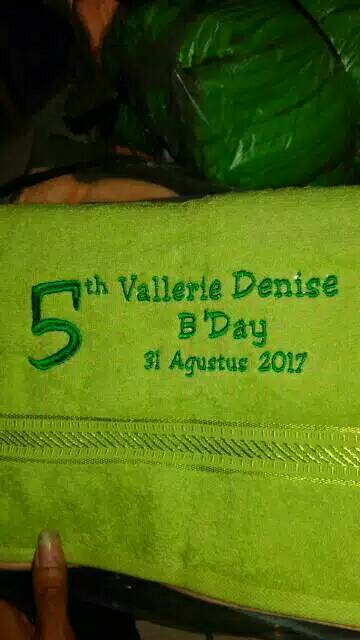 5th Vallerie Denise
B'Day
31 Agustus 2017